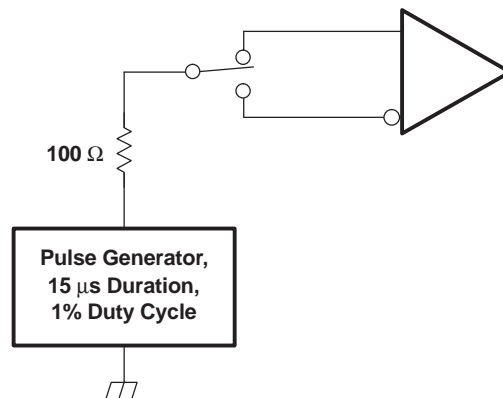 100 Ω
Pulse Generator,
15 μs Duration,
1% Duty Cycle